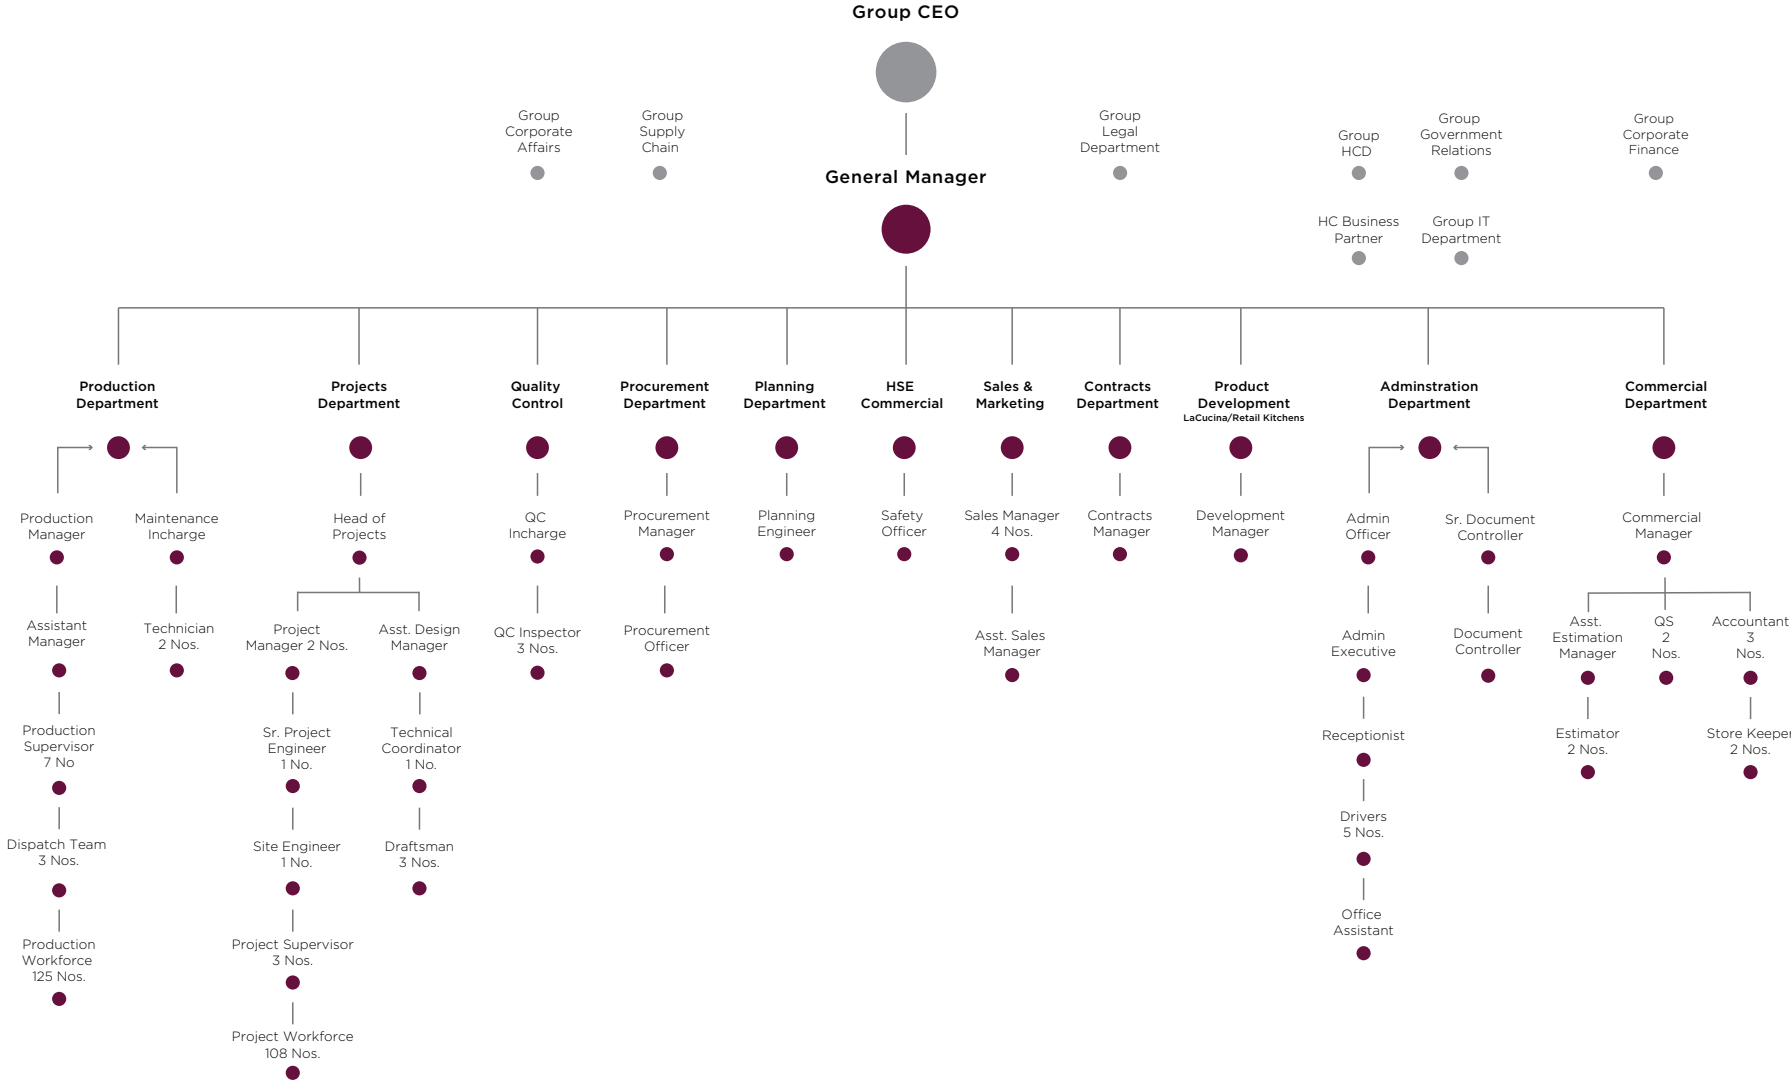 Group CEO
Group
Corporate
Affairs
Group
Supply
Chain
Group
Legal
Department
Group
HCD
Group
Government
Relations
Group
Corporate
Finance
General Manager
HC Business
Partner
Group IT
Department
Production
Department
Projects
Department
Quality
Control
Procurement
Department
Planning
Department
HSE
Commercial
Sales &
Marketing
Contracts
Department
Product
Development
LaCucina/Retail Kitchens
Adminstration
Department
Commercial
Department
Production
Manager
Maintenance
Incharge
Head of
Projects
QC
Incharge
Procurement
Manager
Planning
Engineer
Safety
Officer
Sales Manager
4 Nos.
Contracts
Manager
Development
Manager
Admin
Officer
Sr. Document
Controller
Commercial
Manager
Assistant
Manager
Technician
2 Nos.
Project
Manager 2 Nos.
Asst. Design
Manager
QC Inspector
3 Nos.
Procurement
Officer
Asst. Sales
Manager
Admin
Executive
Document
Controller
Asst.
Estimation
Manager
QS
2
Nos.
Accountant
3
Nos.
Production
Supervisor
7 No
Sr. Project
Engineer
1 No.
Technical
Coordinator
1 No.
Receptionist
Estimator
2 Nos.
Store Keeper
2 Nos.
Dispatch Team
3 Nos.
Site Engineer
1 No.
Draftsman
3 Nos.
Drivers
5 Nos.
Production
Workforce
125 Nos.
Project Supervisor
3 Nos.
Office
Assistant
Project Workforce
108 Nos.